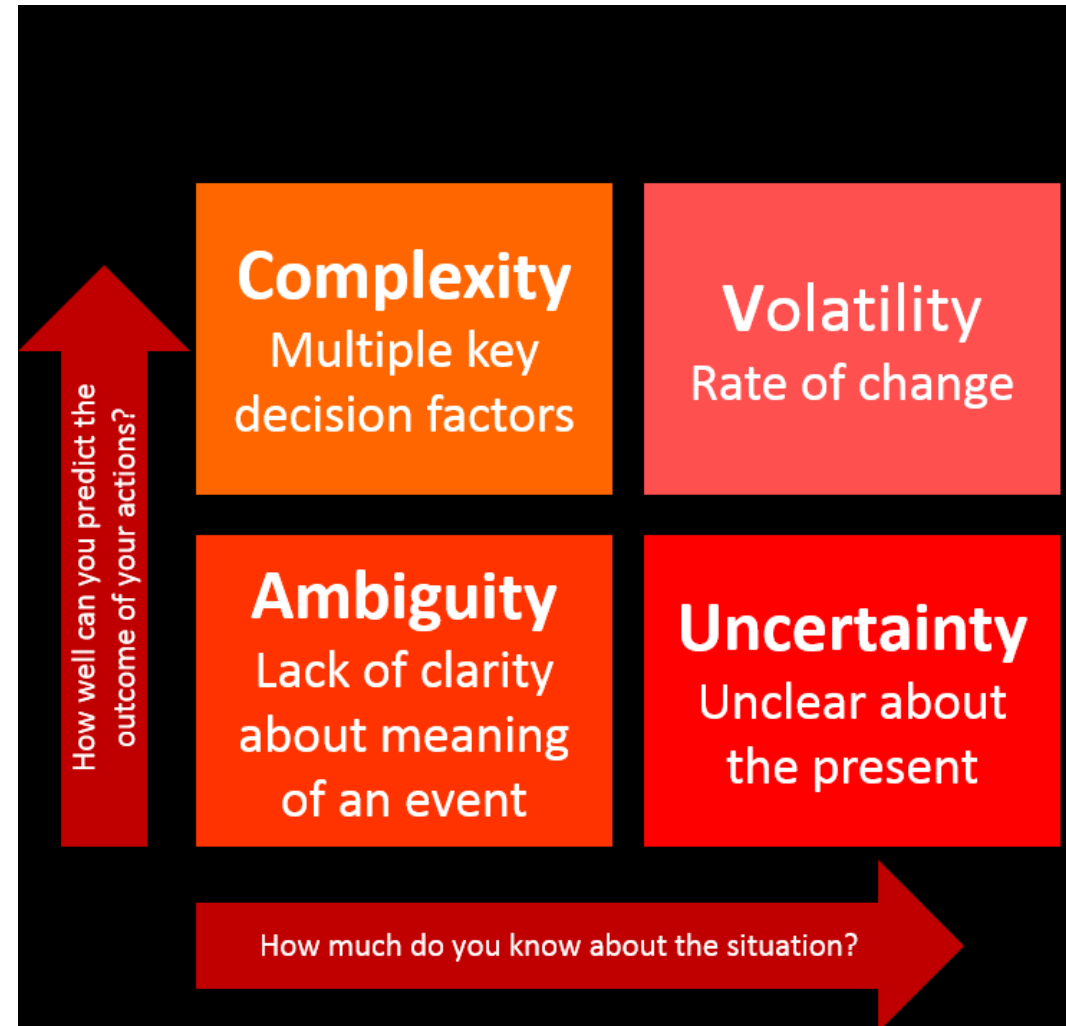 Complexity
Multiple key
decision factors
Volatility
Rate of change
How well can you predict the
outcome of your actions?
Ambiguity
Lack of clarity
about meaning
of an event
Uncertainty
Unclear about
the present
How much do you know about the situation?